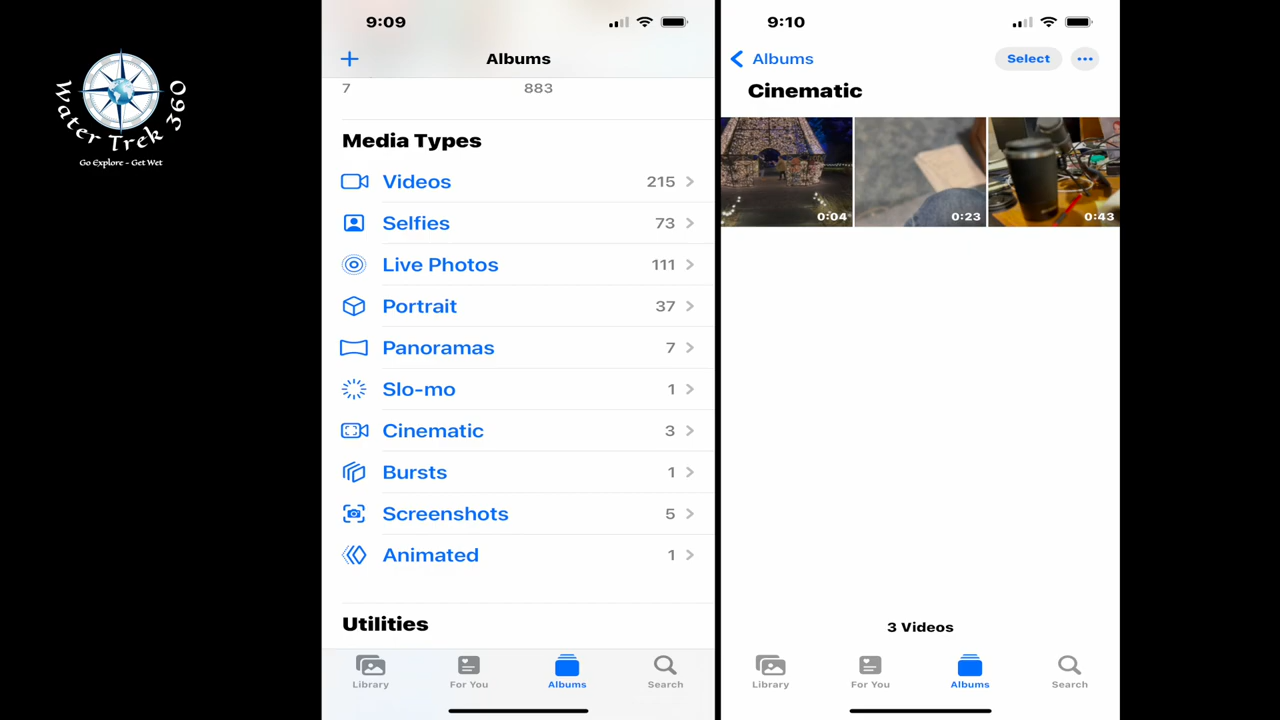 Water Trek 360
Go Explore - Get Wet
9:09
Albums
7 883
Media Types
Videos 215
Selfies 73
Live Photos 111
Portrait 37
Panoramas 7
Slo-mo 1
Cinematic 3
Bursts 1
Screenshots 5
Animated 1
Utilities
Library For You Albums Search
9:10
Albums Select
Cinematic
0:04 0:23 0:43
3 Videos
Library For You Albums Search